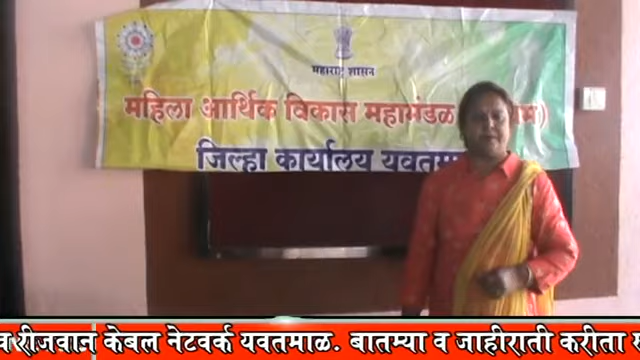 महाराष्ट्र शासन
महिला आर्थिक विकास महामंडळ
जिल्हा कार्यालय
व रीजवान केबल नेटवर्क यवतमाळ. बातम्या व जाहीराती करीता